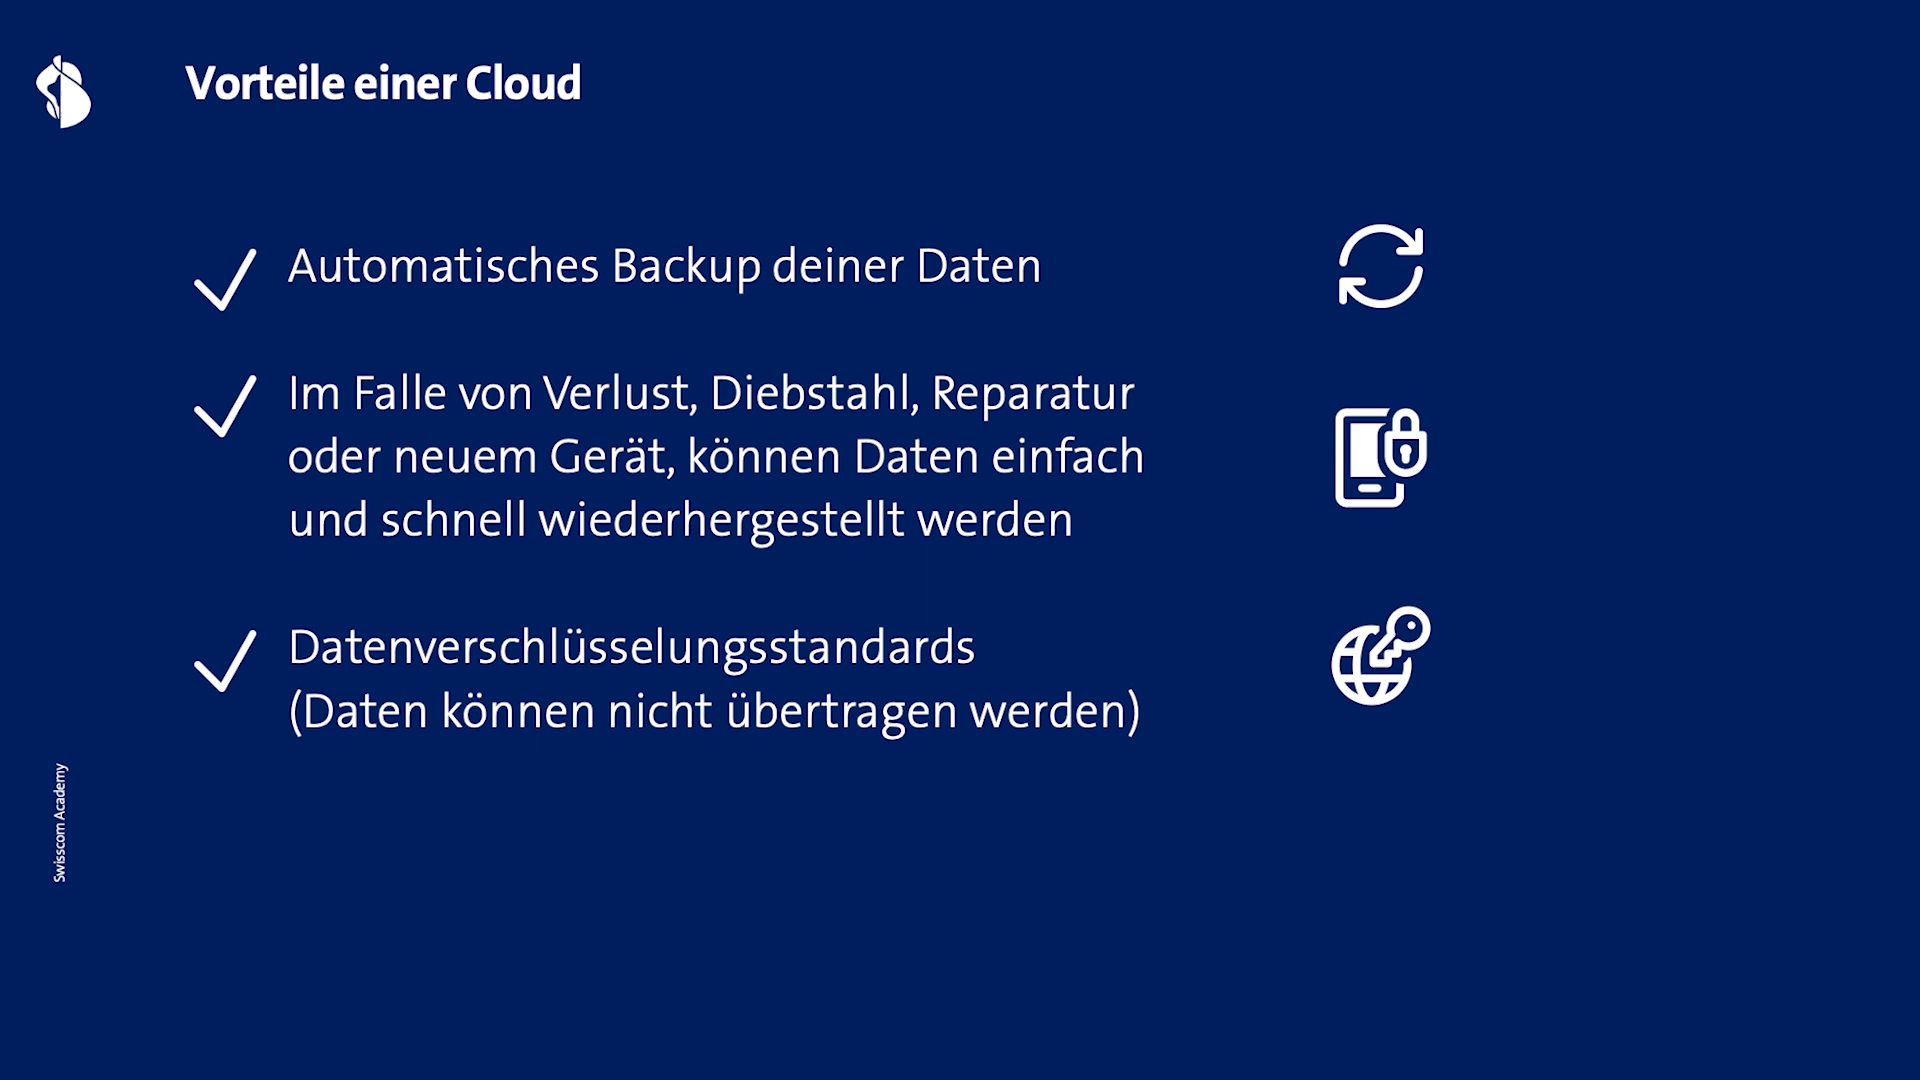 Vorteile einer Cloud
Automatisches Backup deiner Daten
Im Falle von Verlust, Diebstahl, Reparatur
oder neuem Gerät, können Daten einfach
und schnell wiederhergestellt werden
Datenverschlüsselungsstandards
(Daten können nicht übertragen werden)
Swisscom Academy